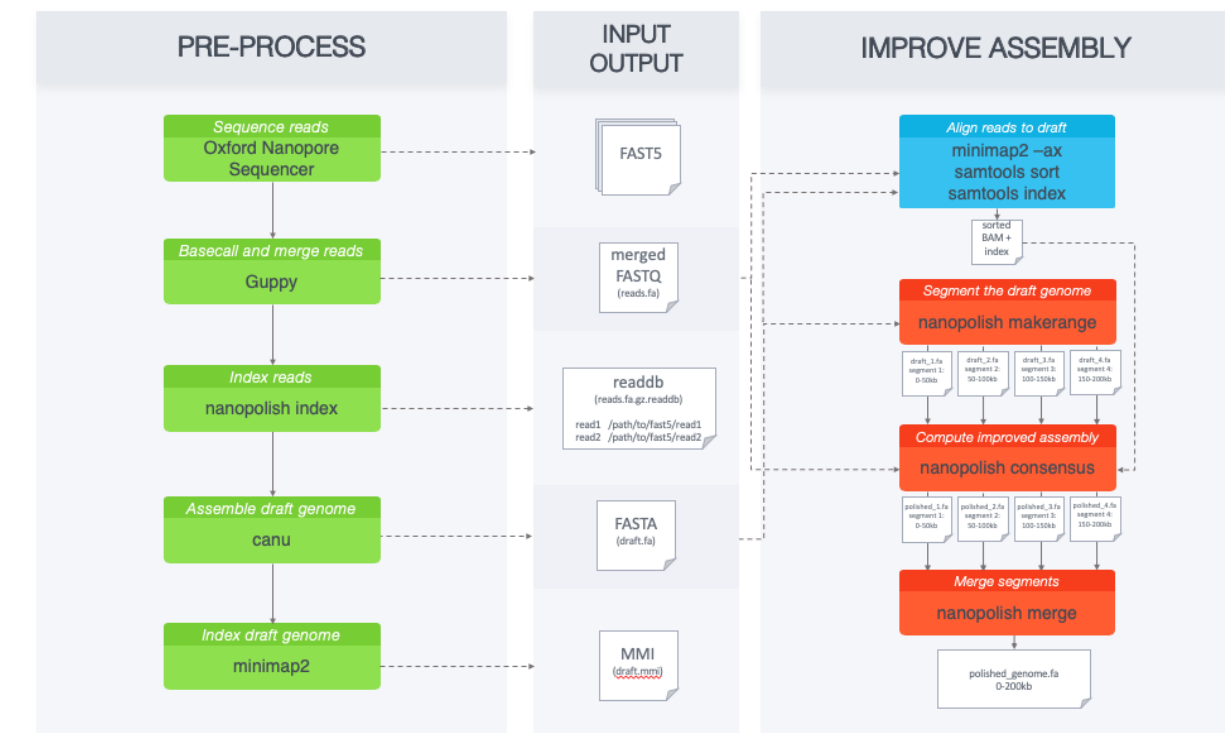 PRE-PROCESS
Sequence reads
Oxford Nanopore
Sequencer
Basecall and merge reads
Guppy
Index reads
nanopolish index
Assemble draft genome
canu
Index draft genome
minimap2
INPUT
OUTPUT
FAST5
merged
FASTQ
(reads.fa)
readdb
(reads.fa.gz.readdb)
read1 /path/to/fast5/read1
read2 /path/to/fast5/read2
FASTA
(draft.fa)
MMI
(draft.mmi)
IMPROVE ASSEMBLY
Align reads to draft
minimap2 –ax
samtools sort
samtools index
sorted
BAM +
index
Segment the draft genome
nanopolish makerange
draft_1.fa
segment 1:
0-50kb
draft_2.fa
segment 2:
50-100kb
draft_3.fa
segment 3:
100-150kb
draft_4.fa
segment 4:
150-200kb
Compute improved assembly
nanopolish consensus
polished_1.fa
segment 1:
0-50kb
polished_2.fa
segment 2:
50-100kb
polished_3.fa
segment 3:
100-150kb
polished_4.fa
segment 4:
150-200kb
Merge segments
nanopolish merge
polished_genome.fa
0-200kb